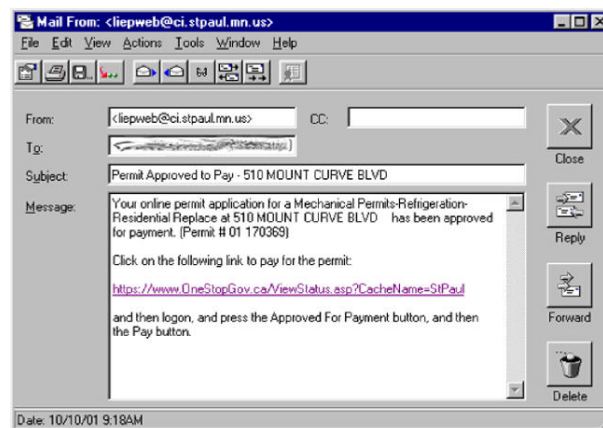 Mail From: <liepweb@ci.stpaul.mn.us>
File Edit View Actions Tools Window Help
From: <liepweb@ci.stpaul.mn.us> CC:
To:
Subject: Permit Approved to Pay - 510 MOUNT CURVE BLVD
Close
Message: Your online permit application for a Mechanical Permits-Refrigeration-
Residential Replace at 510 MOUNT CURVE BLVD has been approved
for payment. (Permit # 01 170369)
Reply
Click on the following link to pay for the permit:
https://www.OneStopGov.ca/ViewStatus.asp?CacheName=StPaul
and then logon, and press the Approved For Payment button, and then
the Pay button.
Forward
Delete
Date: 10/10/01 9:18AM